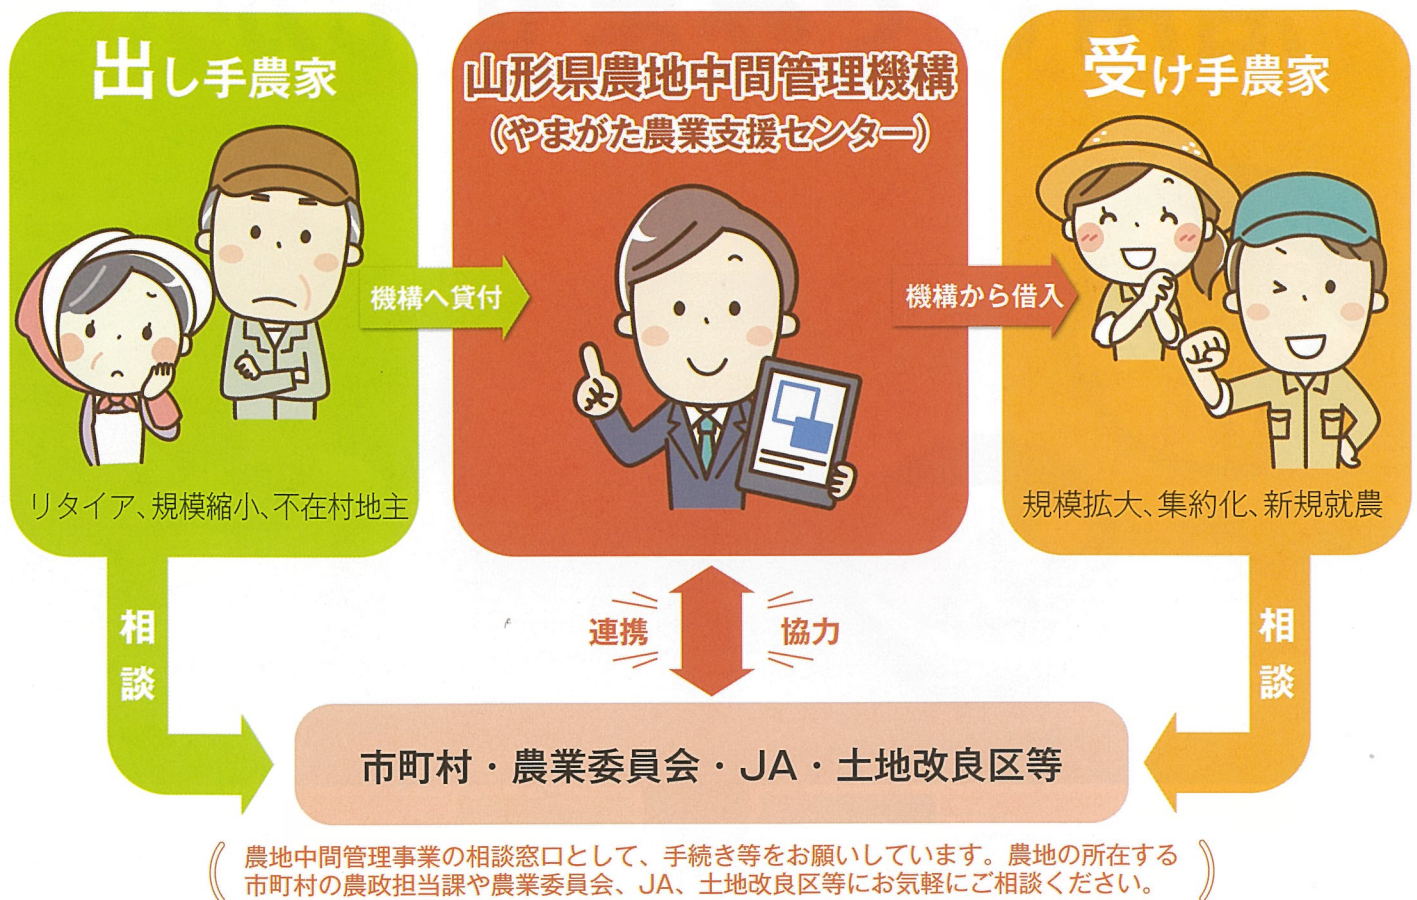 出し手農家
山形県農地中間管理機構
（やまがた農業支援センター）
受け手農家
機構へ貸付
機構から借入
リタイア、規模縮小、不在村地主
規模拡大、集約化、新規就農
相談
連携
協力
相談
市町村・農業委員会・JA・土地改良区等
農地中間管理事業の相談窓口として、手続き等をお願いしています。農地の所在する
市町村の農政担当課や農業委員会、JA、土地改良区等にお気軽にご相談ください。